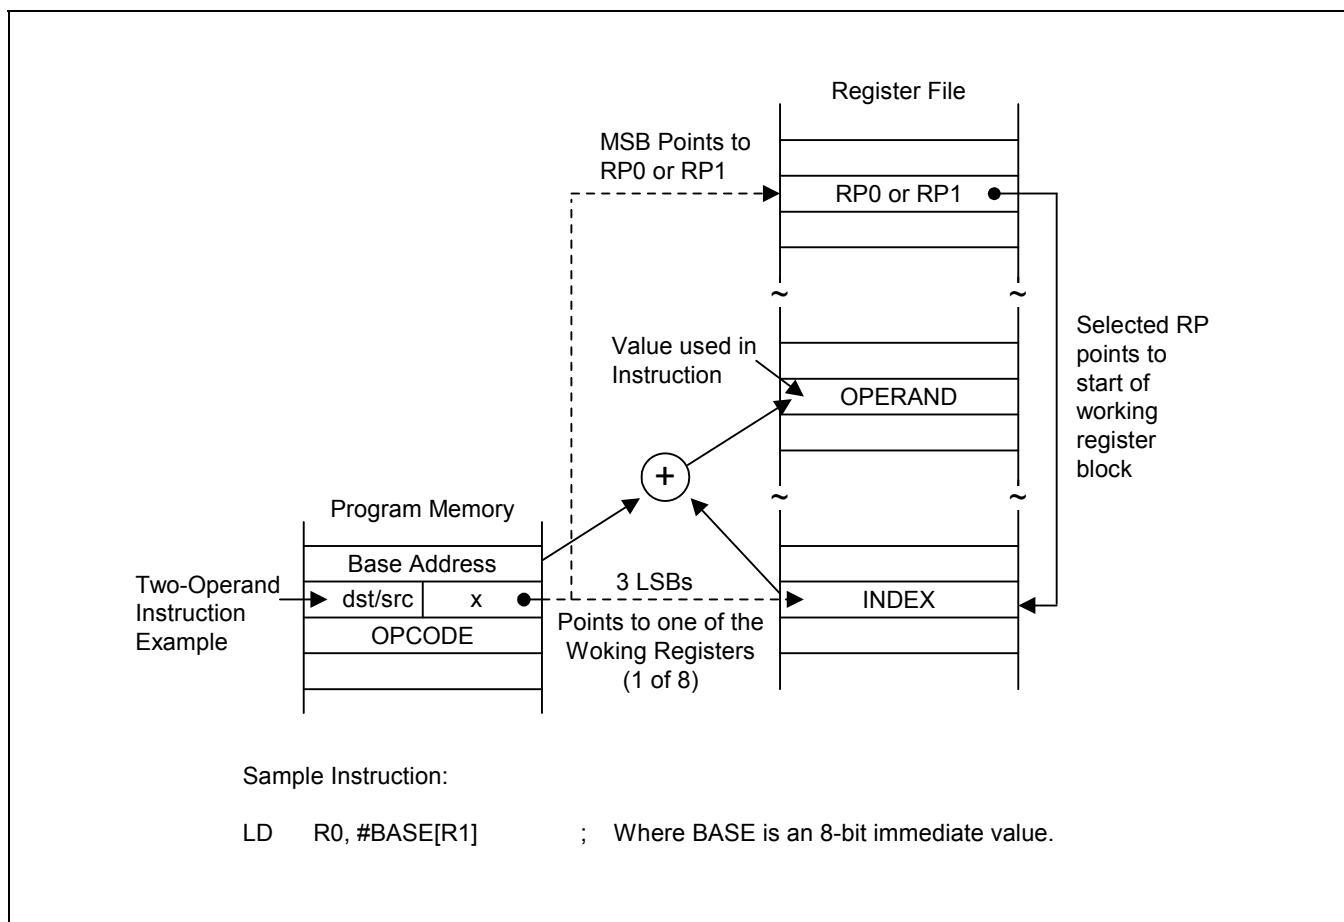 Register File
MSB Points to
RP0 or RP1
RP0 or RP1
~ ~
Selected RP
points to
start of
working
register
block
Value used in
Instruction
OPERAND
+
~ ~
Program Memory
Base Address
Two-Operand
Instruction
Example
dst/src x
3 LSBs
INDEX
OPCODE
Points to one of the
Woking Registers
(1 of 8)
Sample Instruction:
LD R0, #BASE[R1] ; Where BASE is an 8-bit immediate value.